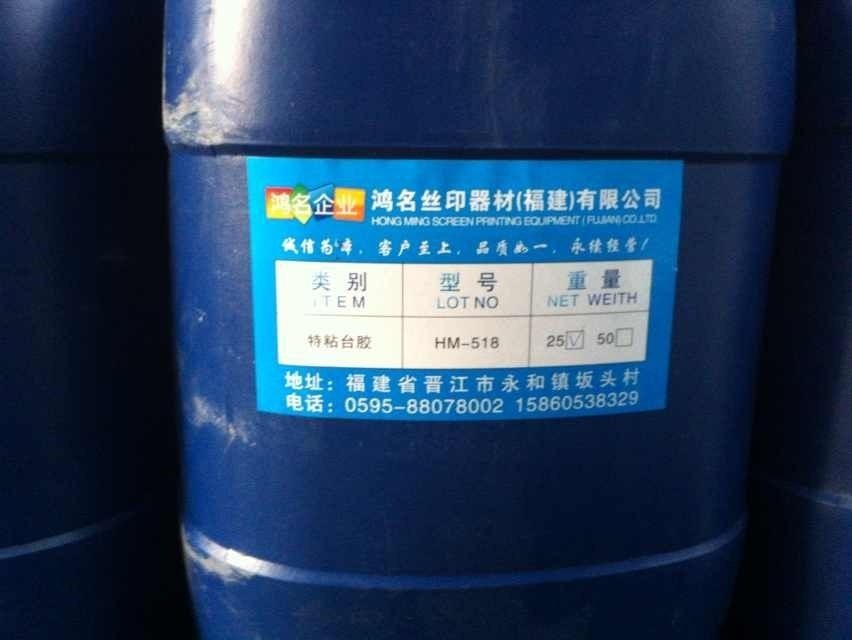 鸿名企业 鸿名丝印器材(福建)有限公司
HONG MING SCREEN PRINTING EQUIPMENT ( FUJIAN) CO.,LTD
诚信为本，客户至上，品质如一，永续经营！
类别 型号 重量
ITEM LOT NO NET WEITH
特粘台胶 HM-518 25 ☑ 50 ☐
地址：福建省晋江市永和镇坂头村
电话：0595-88078002 15860538329